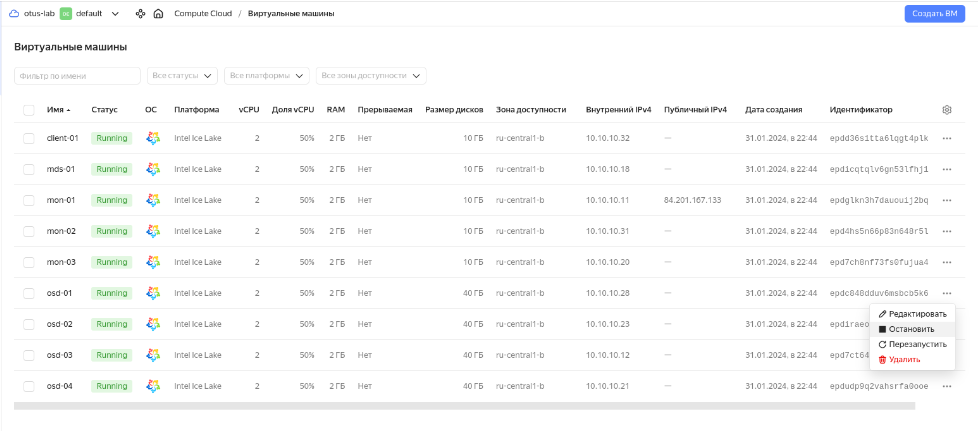 otus-lab default Compute Cloud / Виртуальные машины Создать ВМ
Виртуальные машины
Фильтр по имени Все статусы Все платформы Все зоны доступности
Имя Статус ОС Платформа vCPU Доля vCPU RAM Прерываемая Размер дисков Зона доступности Внутренний IPv4 Публичный IPv4 Дата создания Идентификатор
client-01 Running Intel Ice Lake 2 50% 2 ГБ Нет 10 ГБ ru-central1-b 10.10.10.32 — 31.01.2024, в 22:44 epdd36sitta6lqgt4plk
mds-01 Running Intel Ice Lake 2 50% 2 ГБ Нет 10 ГБ ru-central1-b 10.10.10.18 — 31.01.2024, в 22:44 epdicqtqlv6gn53lfhji
mon-01 Running Intel Ice Lake 2 50% 2 ГБ Нет 10 ГБ ru-central1-b 10.10.10.11 84.201.167.133 31.01.2024, в 22:44 epdglkn3h7dauouij2bq
mon-02 Running Intel Ice Lake 2 50% 2 ГБ Нет 10 ГБ ru-central1-b 10.10.10.31 — 31.01.2024, в 22:44 epd4hs5n66p83n648r5l
mon-03 Running Intel Ice Lake 2 50% 2 ГБ Нет 10 ГБ ru-central1-b 10.10.10.20 — 31.01.2024, в 22:44 epd7ch8nf73fs0fujua4
osd-01 Running Intel Ice Lake 2 50% 2 ГБ Нет 40 ГБ ru-central1-b 10.10.10.28 — 31.01.2024, в 22:44 epdc848dduv6msbcb5k6
Редактировать
osd-02 Running Intel Ice Lake 2 50% 2 ГБ Нет 40 ГБ ru-central1-b 10.10.10.23 — 31.01.2024, в 22:44 epdiraeo
Остановить
Перезапустить
osd-03 Running Intel Ice Lake 2 50% 2 ГБ Нет 40 ГБ ru-central1-b 10.10.10.12 — 31.01.2024, в 22:44 epd7ct64
Удалить
osd-04 Running Intel Ice Lake 2 50% 2 ГБ Нет 40 ГБ ru-central1-b 10.10.10.21 — 31.01.2024, в 22:44 epdudp9q2vahsrfa0ooe